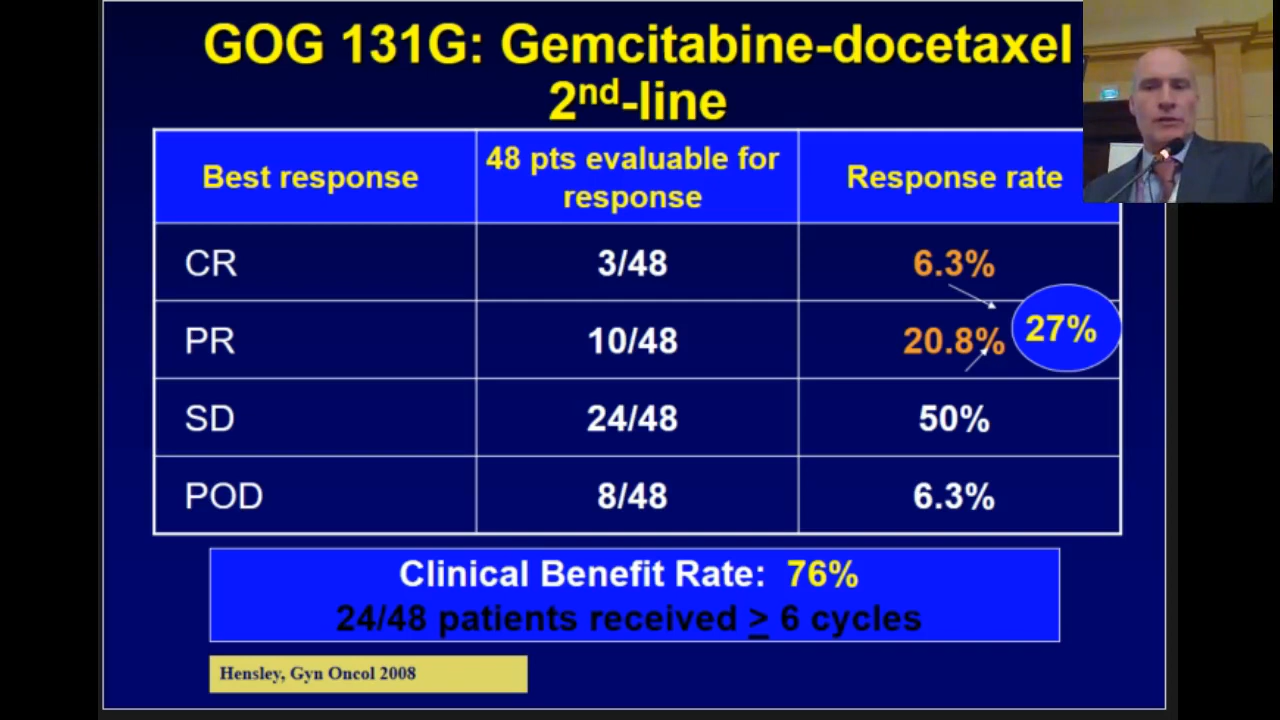 GOG 131G: Gemcitabine-docetaxel
2nd-line
Best response
48 pts evaluable for
response
Response rate
CR
3/48
6.3%
PR
10/48
20.8%
27%
SD
24/48
50%
POD
8/48
6.3%
Clinical Benefit Rate: 76%
24/48 patients received ≥ 6 cycles
Hensley, Gyn Oncol 2008